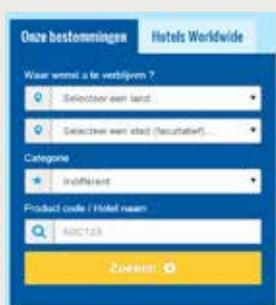 Onze bestemmingen
Hotels Worldwide
Waar wenst u te verblijven ?
Selecteer een land...
Selecteer een stad (facultatief)...
Categorie
Indifferent
Product code / Hotel naam
ABC123
Zoeken